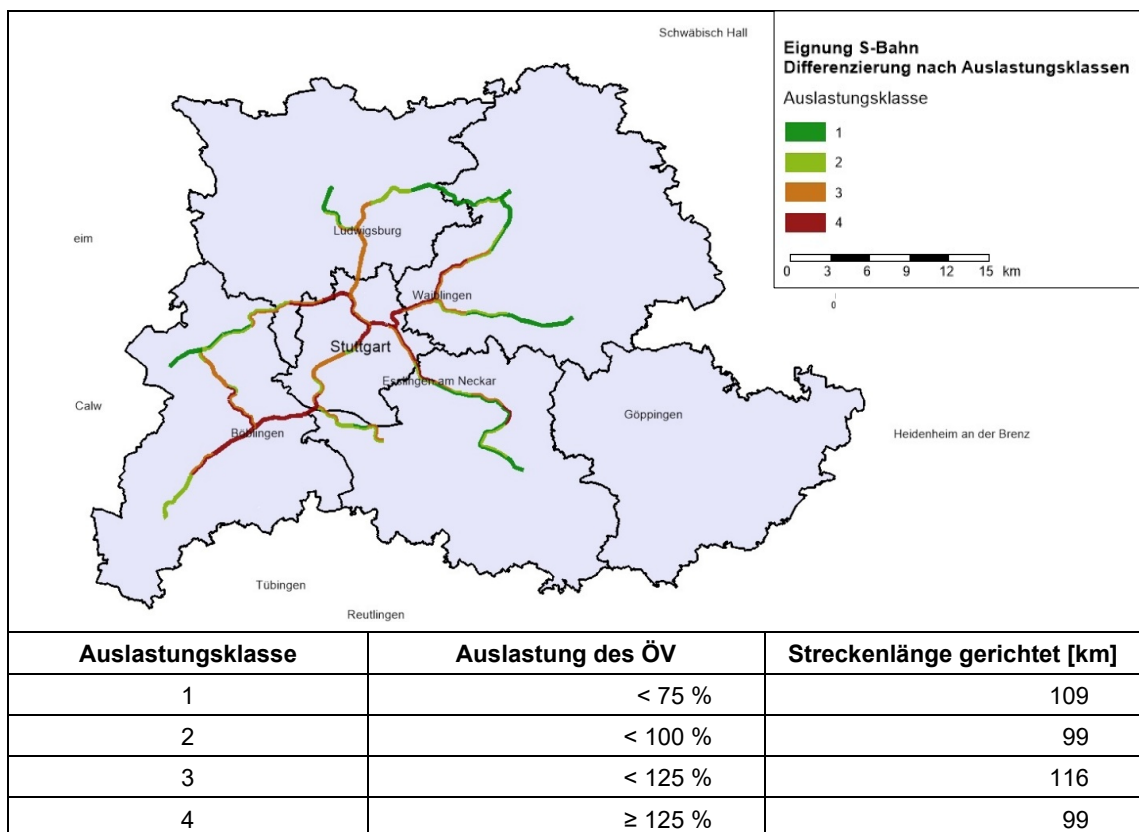 Schwäbisch Hall
Eignung S-Bahn
Differenzierung nach Auslastungsklassen
Auslastungsklasse
1
2
3
4
0 3 6 9 12 15 km
0
eim
Ludwigsburg
Waiblingen
Stuttgart
Esslingen am Neckar
Calw
Göppingen
Böblingen
Heidenheim an der Brenz
Tübingen
Reutlingen
Auslastungsklasse Auslastung des ÖV Streckenlänge gerichtet [km]
1 < 75 % 109
2 < 100 % 99
3 < 125 % 116
4 ≥ 125 % 99